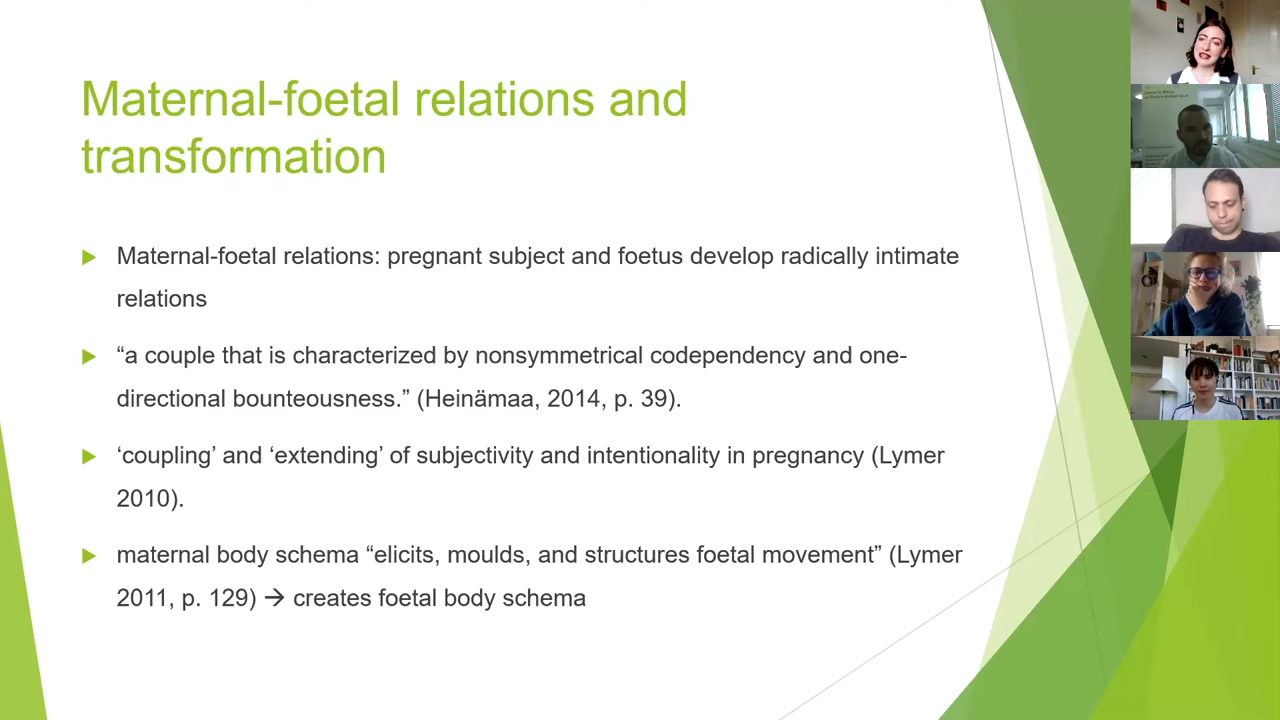 Maternal-foetal relations and
transformation
Maternal-foetal relations: pregnant subject and foetus develop radically intimate
relations
“a couple that is characterized by nonsymmetrical codependency and one-
directional bounteousness.” (Heinämaa, 2014, p. 39).
‘coupling’ and ‘extending’ of subjectivity and intentionality in pregnancy (Lymer
2010).
maternal body schema “elicits, moulds, and structures foetal movement” (Lymer
2011, p. 129) → creates foetal body schema